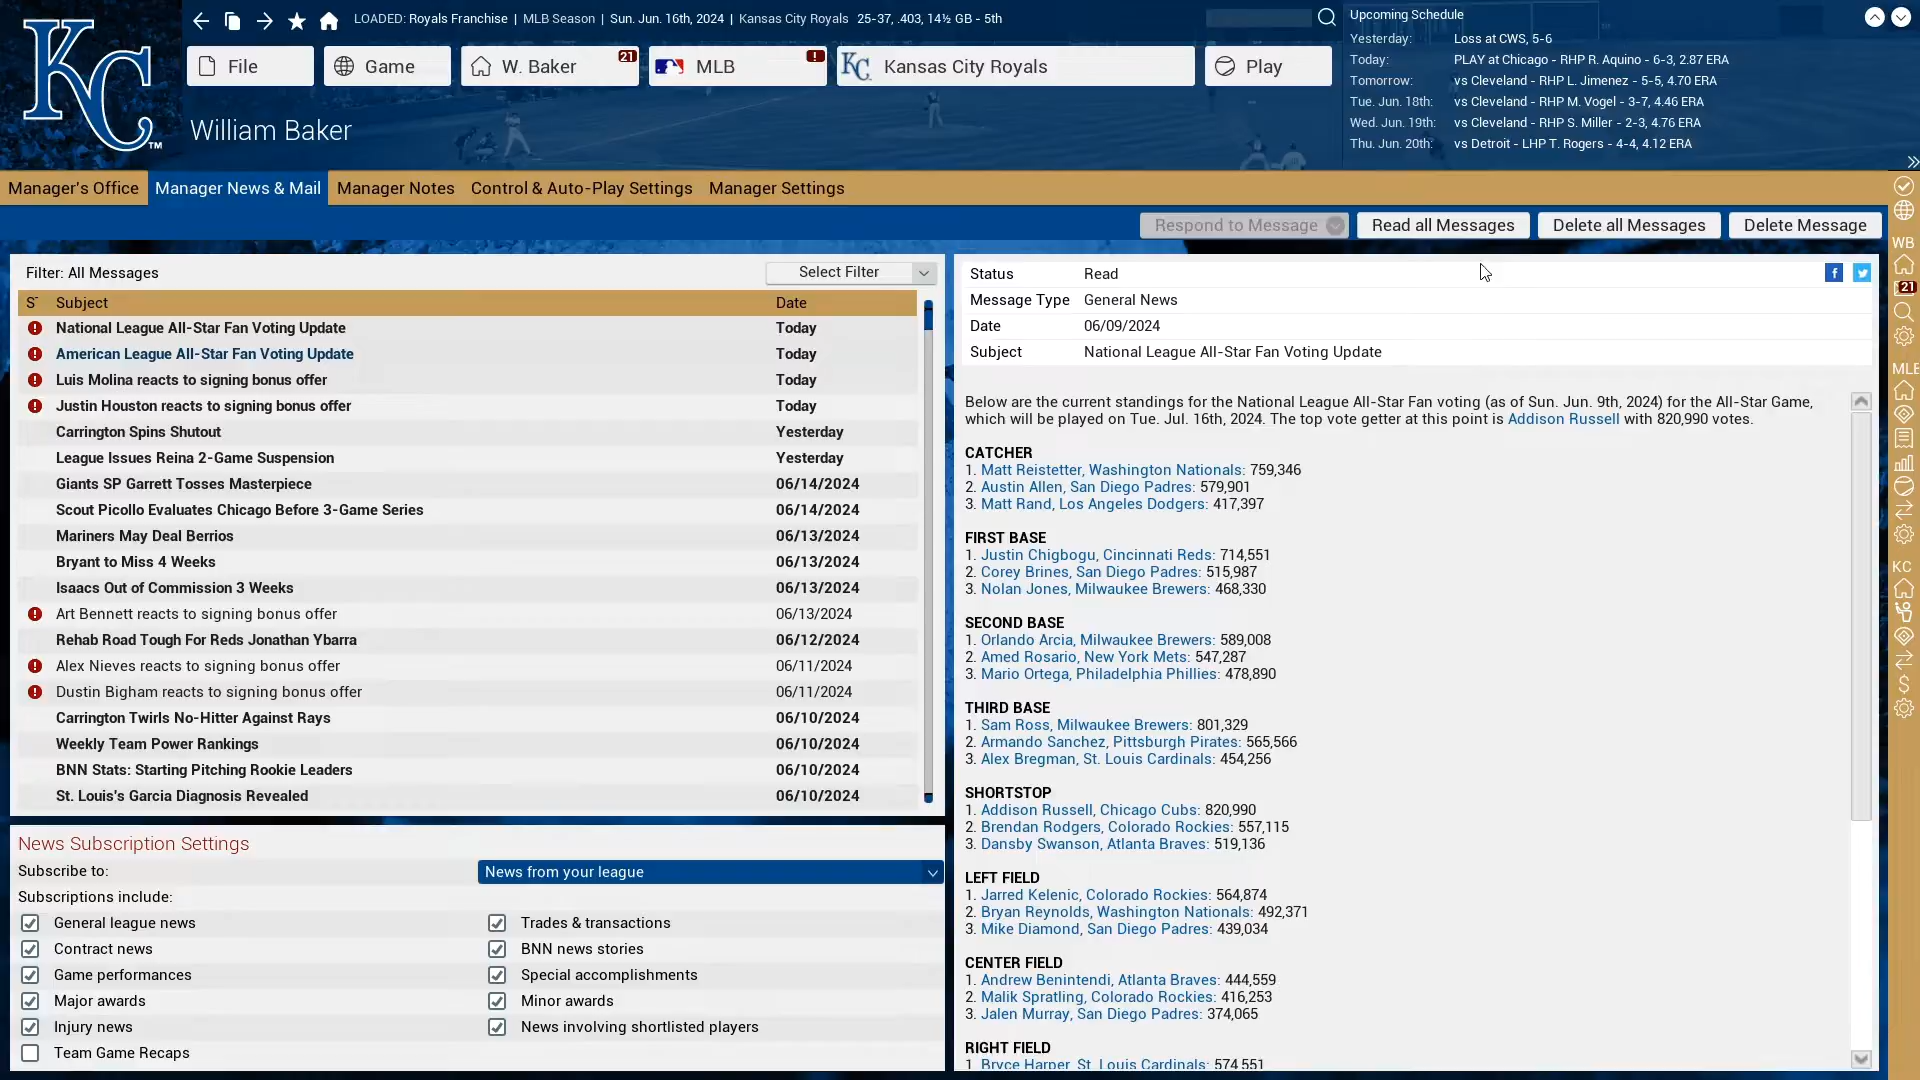 LOADED: Royals Franchise | MLB Season | Sun. Jun. 16th, 2024 | Kansas City Royals 25-37, .403, 14½ GB - 5th
File
Game
W. Baker
21
MLB
!
Kansas City Royals
Play
KC
TM
William Baker
Upcoming Schedule
Yesterday: Loss at CWS, 5-6
Today: PLAY at Chicago - RHP R. Aquino - 6-3, 2.87 ERA
Tomorrow: vs Cleveland - RHP L. Jimenez - 5-5, 4.70 ERA
Tue. Jun. 18th: vs Cleveland - RHP M. Vogel - 3-7, 4.46 ERA
Wed. Jun. 19th: vs Cleveland - RHP S. Miller - 2-3, 4.76 ERA
Thu. Jun. 20th: vs Detroit - LHP T. Rogers - 4-4, 4.12 ERA
Manager's Office
Manager News & Mail
Manager Notes
Control & Auto-Play Settings
Manager Settings
Respond to Message
Read all Messages
Delete all Messages
Delete Message
Filter: All Messages
Select Filter
Subject Date
National League All-Star Fan Voting Update Today
American League All-Star Fan Voting Update Today
Luis Molina reacts to signing bonus offer Today
Justin Houston reacts to signing bonus offer Today
Carrington Spins Shutout Yesterday
League Issues Reina 2-Game Suspension Yesterday
Giants SP Garrett Tosses Masterpiece 06/14/2024
Scout Picollo Evaluates Chicago Before 3-Game Series 06/14/2024
Mariners May Deal Berrios 06/13/2024
Bryant to Miss 4 Weeks 06/13/2024
Isaacs Out of Commission 3 Weeks 06/13/2024
Art Bennett reacts to signing bonus offer 06/13/2024
Rehab Road Tough For Reds Jonathan Ybarra 06/12/2024
Alex Nieves reacts to signing bonus offer 06/11/2024
Dustin Bigham reacts to signing bonus offer 06/11/2024
Carrington Twirls No-Hitter Against Rays 06/10/2024
Weekly Team Power Rankings 06/10/2024
BNN Stats: Starting Pitching Rookie Leaders 06/10/2024
St. Louis's Garcia Diagnosis Revealed 06/10/2024
News Subscription Settings
Subscribe to: News from your league
Subscriptions include:
General league news Trades & transactions
Contract news BNN news stories
Game performances Special accomplishments
Major awards Minor awards
Injury news News involving shortlisted players
Team Game Recaps
Status Read
Message Type General News
Date 06/09/2024
Subject National League All-Star Fan Voting Update
Below are the current standings for the National League All-Star Fan voting (as of Sun. Jun. 9th, 2024) for the All-Star Game,
which will be played on Tue. Jul. 16th, 2024. The top vote getter at this point is Addison Russell with 820,990 votes.
CATCHER
1. Matt Reistetter, Washington Nationals: 759,346
2. Austin Allen, San Diego Padres: 579,901
3. Matt Rand, Los Angeles Dodgers: 417,397
FIRST BASE
1. Justin Chigbogu, Cincinnati Reds: 714,551
2. Corey Brines, San Diego Padres: 515,987
3. Nolan Jones, Milwaukee Brewers: 468,330
SECOND BASE
1. Orlando Arcia, Milwaukee Brewers: 589,008
2. Amed Rosario, New York Mets: 547,287
3. Mario Ortega, Philadelphia Phillies: 478,890
THIRD BASE
1. Sam Ross, Milwaukee Brewers: 801,329
2. Armando Sanchez, Pittsburgh Pirates: 565,566
3. Alex Bregman, St. Louis Cardinals: 454,256
SHORTSTOP
1. Addison Russell, Chicago Cubs: 820,990
2. Brendan Rodgers, Colorado Rockies: 557,115
3. Dansby Swanson, Atlanta Braves: 519,136
LEFT FIELD
1. Jarred Kelenic, Colorado Rockies: 564,874
2. Bryan Reynolds, Washington Nationals: 492,371
3. Mike Diamond, San Diego Padres: 439,034
CENTER FIELD
1. Andrew Benintendi, Atlanta Braves: 444,559
2. Malik Spratling, Colorado Rockies: 416,253
3. Jalen Murray, San Diego Padres: 374,065
RIGHT FIELD
1. Bryce Harper, St. Louis Cardinals: 574,551
WB
21
MLB
KC